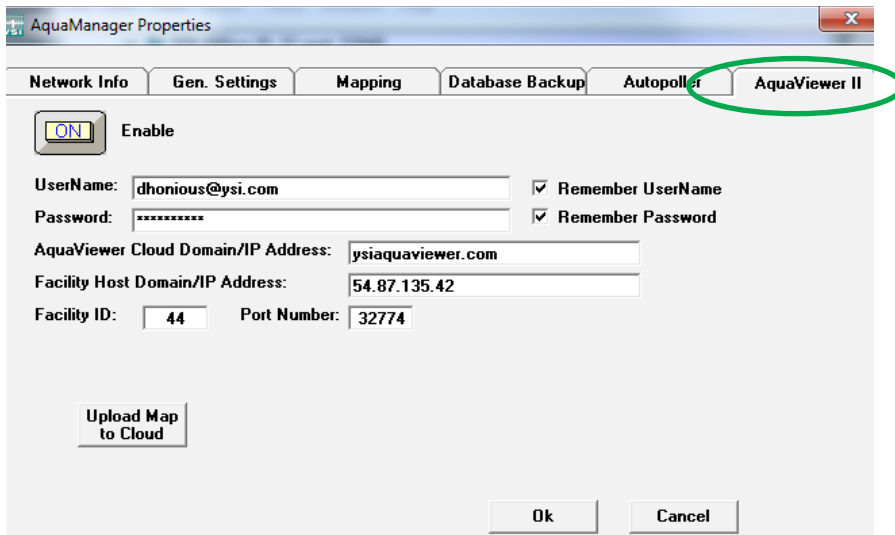 YSI AquaManager Properties
X
Network Info Gen. Settings Mapping Database Backup Autopoller AquaViewer II
ON Enable
UserName: dhonious@ysi.com Remember UserName
Password: ********** Remember Password
AquaViewer Cloud Domain/IP Address: ysiaquaviewer.com
Facility Host Domain/IP Address: 54.87.135.42
Facility ID: 44 Port Number: 32774
Upload Map
to Cloud
Ok Cancel